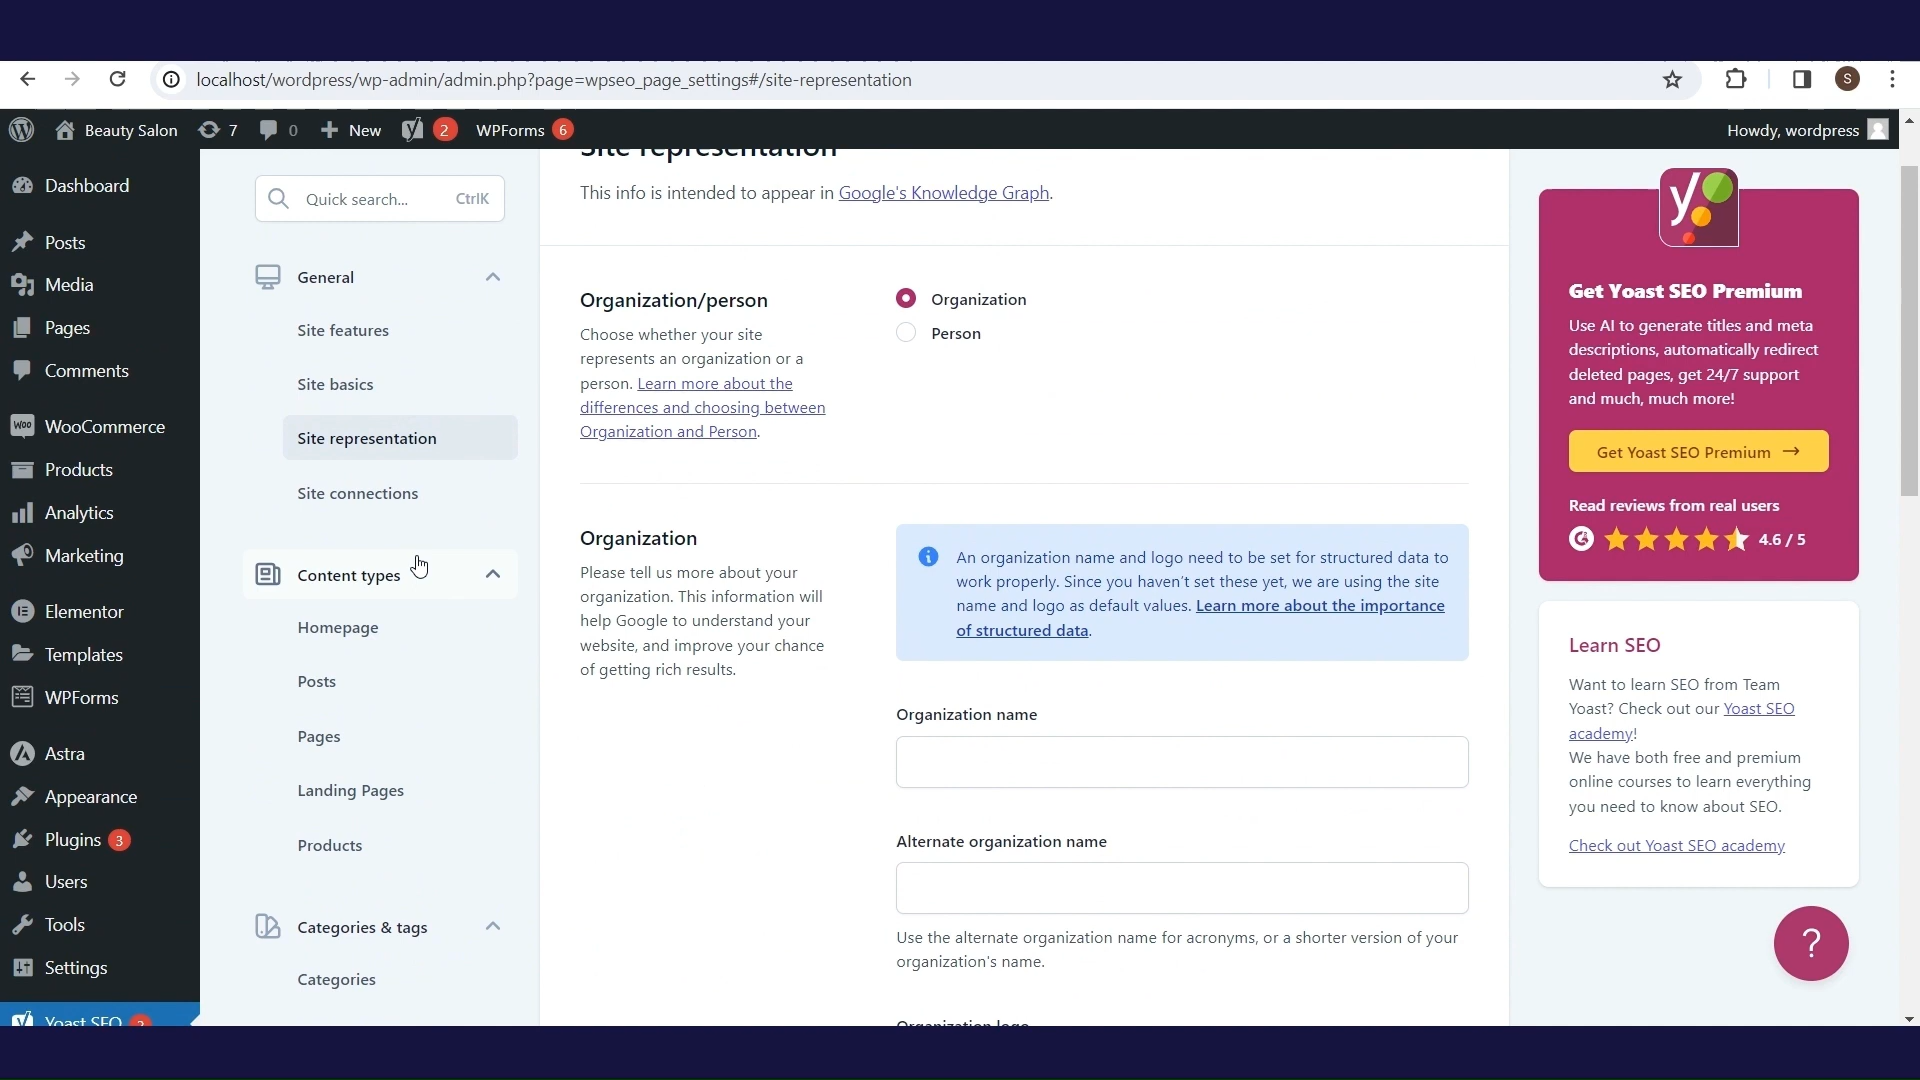 localhost/wordpress/wp-admin/admin.php?page=wpseo_page_settings#/site-representation
S
Beauty Salon 7 0 New 2 WPForms 6
Howdy, wordpress
Dashboard
Posts
Media
Pages
Comments
Woo WooCommerce
Products
Analytics
Marketing
Elementor
Templates
WPForms
Astra
Appearance
Plugins 3
Users
Tools
Settings
Yoast SEO 2
Quick search... CtrlK
General
Site features
Site basics
Site representation
Site connections
Content types
Homepage
Posts
Pages
Landing Pages
Products
Categories & tags
Categories
Site representation
This info is intended to appear in Google's Knowledge Graph.
Organization/person
Choose whether your site
represents an organization or a
person. Learn more about the
differences and choosing between
Organization and Person.
Organization
Person
Organization
Please tell us more about your
organization. This information will
help Google to understand your
website, and improve your chance
of getting rich results.
An organization name and logo need to be set for structured data to
work properly. Since you haven't set these yet, we are using the site
name and logo as default values. Learn more about the importance
of structured data.
Organization name
Alternate organization name
Use the alternate organization name for acronyms, or a shorter version of your
organization's name.
Organization logo
y
Get Yoast SEO Premium
Use AI to generate titles and meta
descriptions, automatically redirect
deleted pages, get 24/7 support
and much, much more!
Get Yoast SEO Premium →
Read reviews from real users
4.6 / 5
Learn SEO
Want to learn SEO from Team
Yoast? Check out our Yoast SEO
academy!
We have both free and premium
online courses to learn everything
you need to know about SEO.
Check out Yoast SEO academy
?